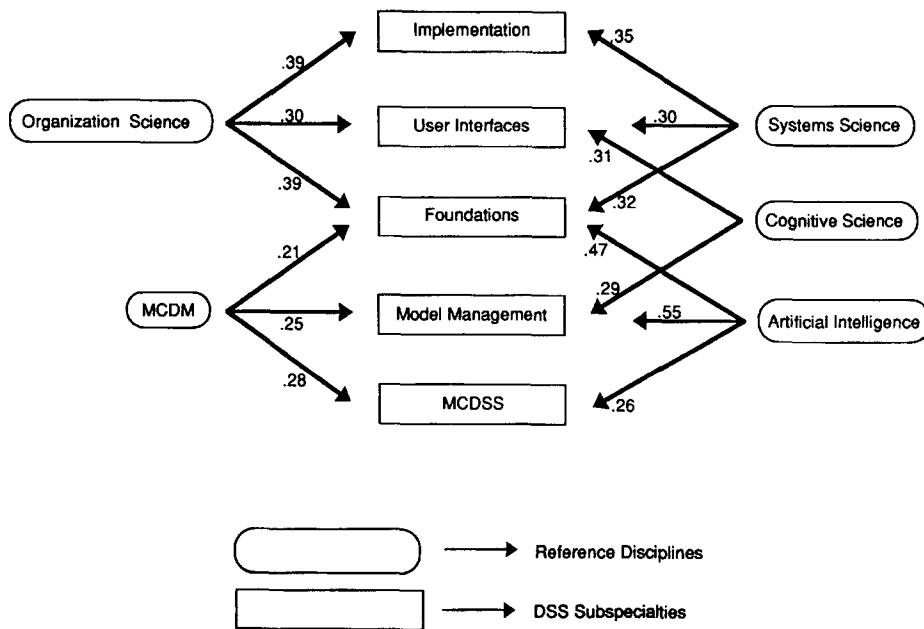 Implementation
.39
.35
Organization Science
.30
User Interfaces
.30
Systems Science
.31
.39
Foundations
.32
Cognitive Science
.21
.47
MCDM
.25
Model Management
.29
.55
Artificial Intelligence
.28
MCDSS
.26
Reference Disciplines
DSS Subspecialties